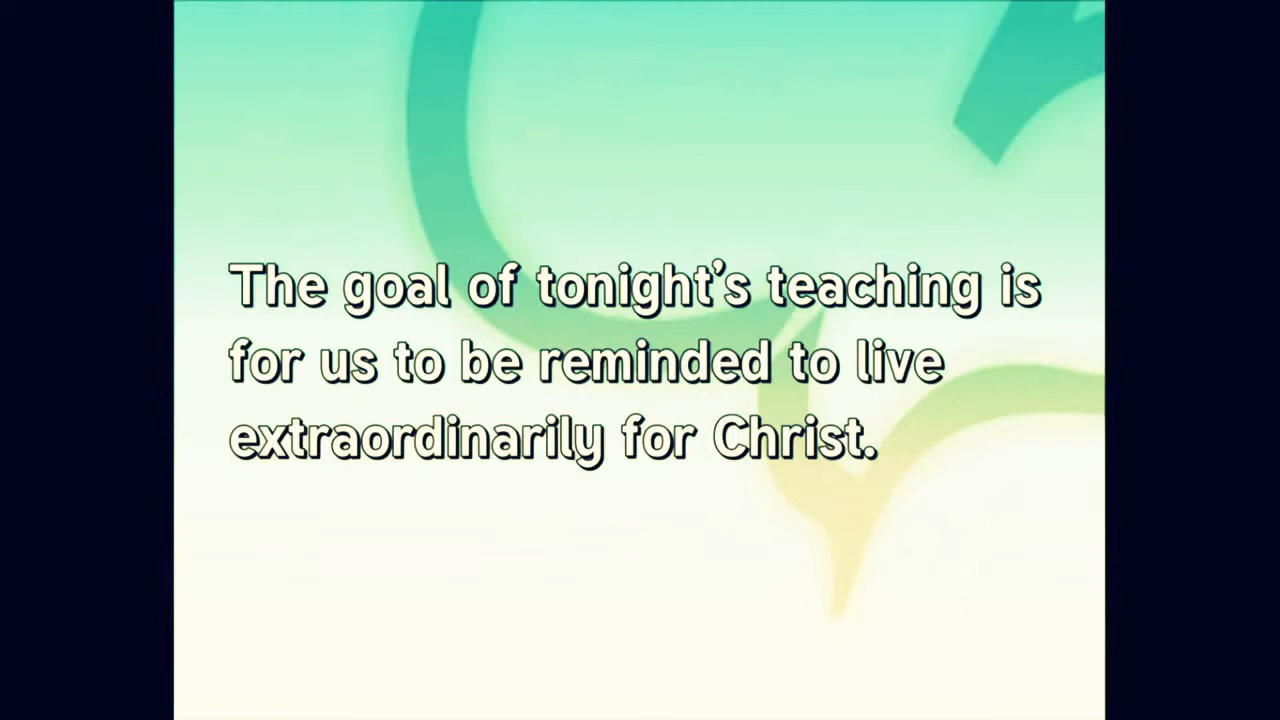 The goal of tonight's teaching is
for us to be reminded to live
extraordinarily for Christ.